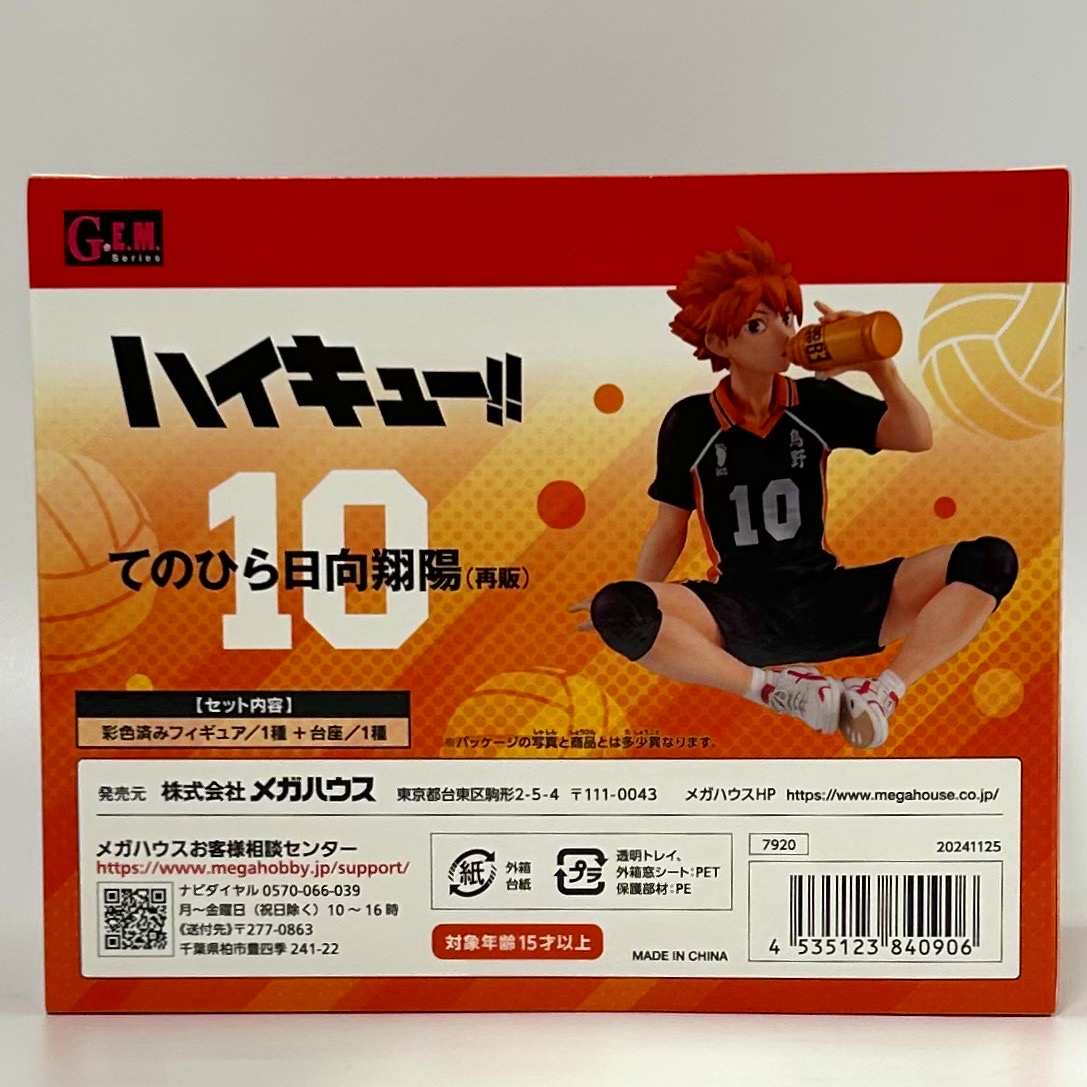 G.E.M.
Series
ハイキュー!!
10
てのひら日向翔陽(再販)
烏野
10
【セット内容】
彩色済みフィギュア/1種 + 台座/1種
※パッケージの写真と商品とは多少異なります。
発売元 株式会社 メガハウス 東京都台東区駒形2-5-4 〒111-0043 メガハウスHP https://www.megahouse.co.jp/
メガハウスお客様相談センター
https://www.megahobby.jp/support/
ナビダイヤル 0570-066-039
月~金曜日(祝日除く)10~16時
《送付先》〒277-0863
千葉県柏市豊四季 241-22
紙 外箱
台紙
プラ 透明トレイ、
外箱窓シート:PET
保護部材:PE
対象年齢15才以上
MADE IN CHINA
7920
20241125
4 535123 840906